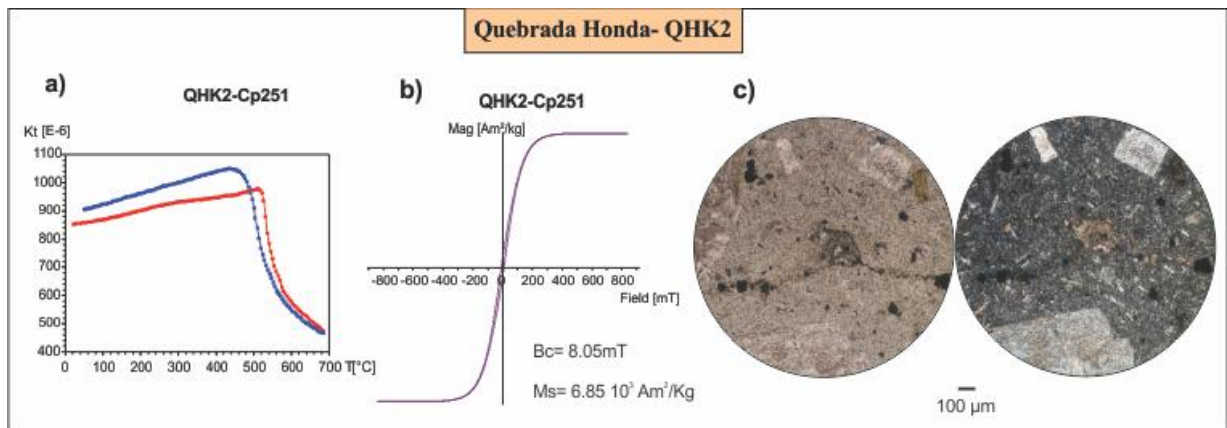 Quebrada Honda- QHK2
a)
QHK2-Cp251
Kt [E-6]
1100
1000
900
800
700
600
500
400
0 100 200 300 400 500 600 700 T[°C]
b)
QHK2-Cp251
Mag [Am²/kg]
-800 -600 -400 -200 0 200 400 600 800
Field [mT]
Bc= 8.05mT
Ms= 6.85 10³ Am²/Kg
c)
100 µm